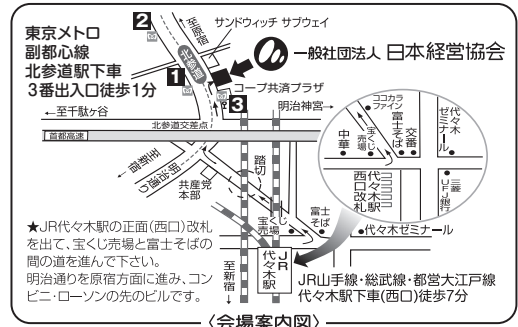 東京メトロ
副都心線
北参道駅下車
3番出入口徒歩1分
2
至原宿
サンドウィッチ サブウェイ
北参道
1
一般社団法人 日本経営協会
コープ共済プラザ
3
明治神宮→
←至千駄ヶ谷
北参道交差点
首都高速
至新宿
明治通り
共産党
本部
踏切
宝くじ
売場
富士
そば
代々木ゼミナール
ココカラ
ファイン
中華
宝くじ
売場
富士そば
交番
代々木
ゼミナール
代々木駅
西口改札
三菱
UFJ銀行
★JR代々木駅の正面(西口)改札
を出て、宝くじ売場と富士そばの
間の道を進んで下さい。
明治通りを原宿方面に進み、コン
ビニ・ローソンの先のビルです。
至新宿
JR
代々木駅
JR山手線・総武線・都営大江戸線
代々木駅下車(西口)徒歩7分
〈会場案内図〉